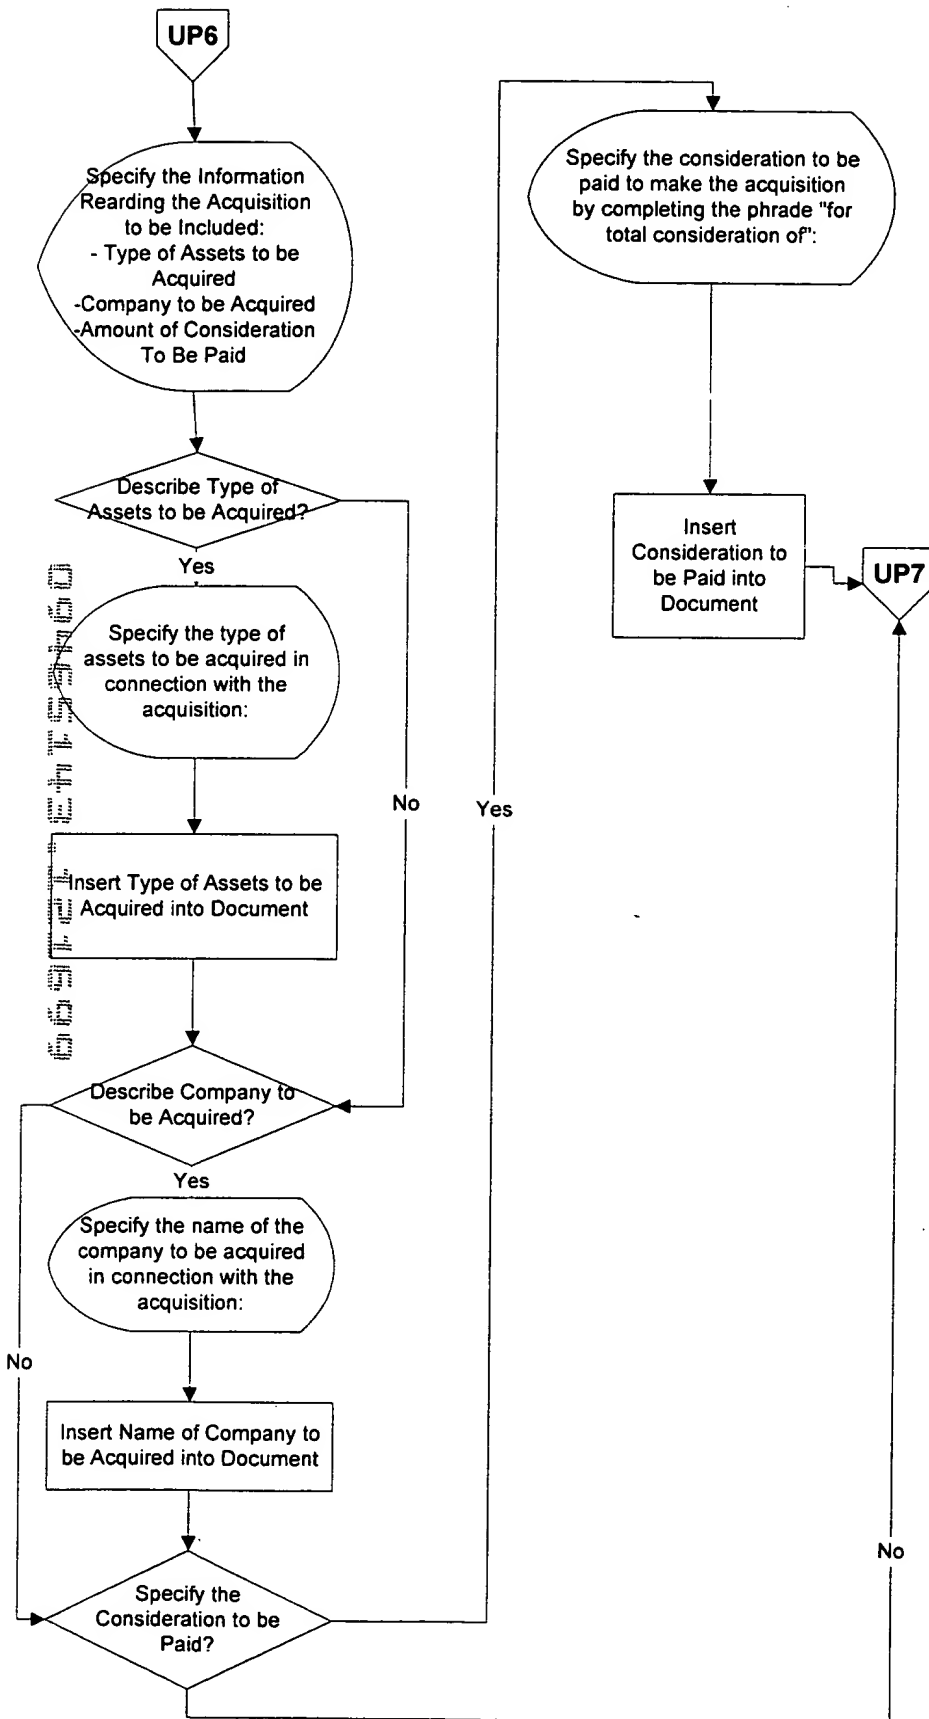 UP6
Specify the Information
Regarding the Acquisition
to be Included:
- Type of Assets to be
Acquired
-Company to be Acquired
-Amount of Consideration
To Be Paid
Describe Type of
Assets to be Acquired?
Yes
Specify the type of
assets to be acquired in
connection with the
acquisition:
No
Insert Type of Assets to be
Acquired into Document
Describe Company to
be Acquired?
Yes
Specify the name of the
company to be acquired
in connection with the
acquisition:
No
Insert Name of Company to
be Acquired into Document
Specify the
Consideration to be
Paid?
Yes
Specify the consideration to be
paid to make the acquisition
by completing the phrade "for
total consideration of":
Insert
Consideration to
be Paid into
Document
UP7
No